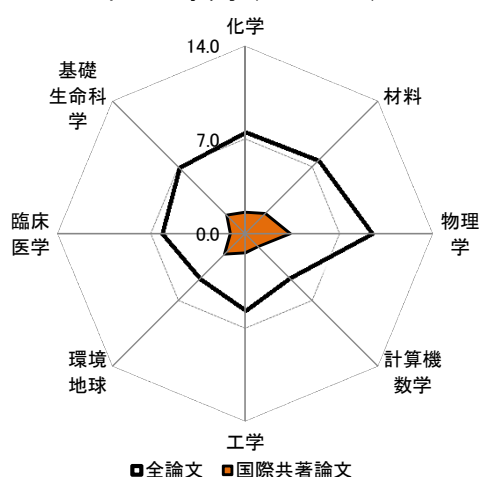 化学
14.0
基礎
生命科
学
材料
7.0
臨床
医学
0.0
物理
学
環境
地球
計算機
数学
工学
全論文 国際共著論文